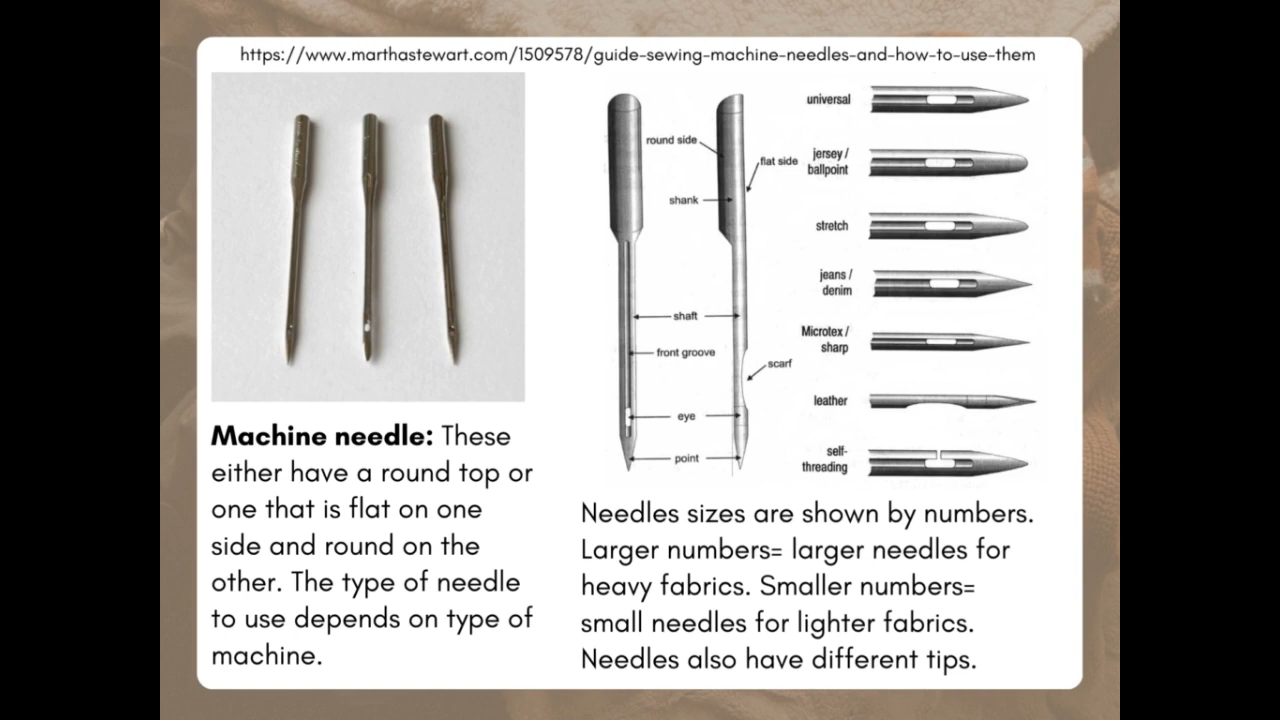 https://www.marthastewart.com/1509578/guide-sewing-machine-needles-and-how-to-use-them
round side
flat side
shank
shaft
front groove
scarf
eye
point
universal
jersey /
ballpoint
stretch
jeans /
denim
Microtex /
sharp
leather
self-
threading
Machine needle: These
either have a round top or
one that is flat on one
side and round on the
other. The type of needle
to use depends on type of
machine.
Needles sizes are shown by numbers.
Larger numbers= larger needles for
heavy fabrics. Smaller numbers=
small needles for lighter fabrics.
Needles also have different tips.